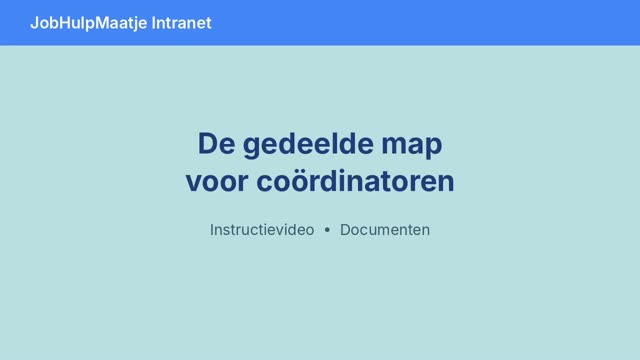 JobHulpMaatje Intranet
De gedeelde map
voor coördinatoren
Instructievideo • Documenten